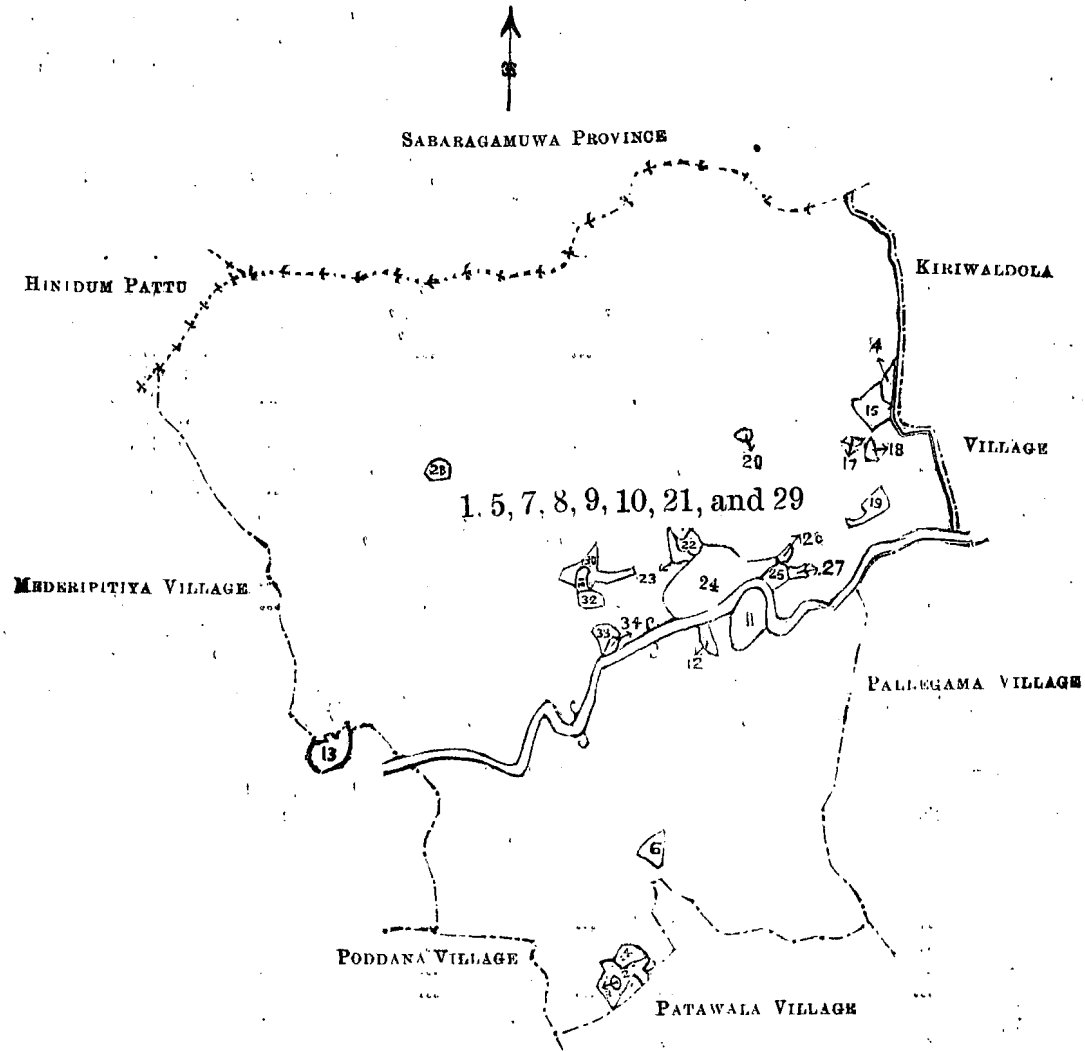 SABARAGAMUWA PROVINCE
HINIDUM PATTU
KIRIWALDOLA
14
15
VILLAGE
17
18
20
28
1. 5, 7, 8, 9, 10, 21, and 29
19
22
26
30
23
24
25
27
MEDERIPITIYA VILLAGE
32
11
33
34
12
PALLEGAMA VILLAGE
13
6
PODDANA VILLAGE
2
PATAWALA VILLAGE